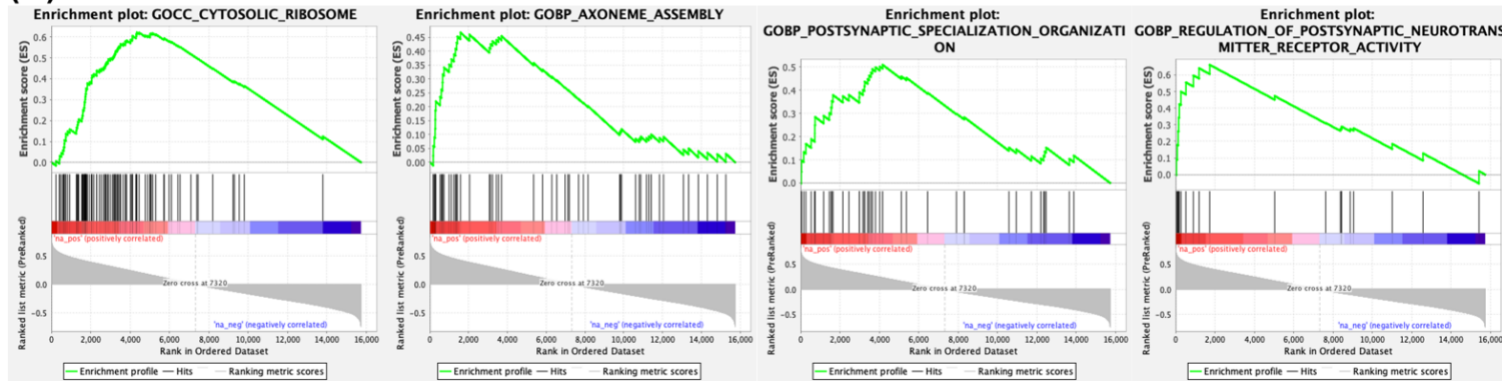 Enrichment plot: GOCC_CYTOSOLIC_RIBOSOME
Enrichment score (ES)
0.6
0.5
0.4
0.3
0.2
0.1
0.0
'na_pos' (positively correlated)
Ranked list metric (PreRanked)
0.5
0.0
-0.5
Zero cross at 7320
'na_neg' (negatively correlated)
0 2,000 4,000 6,000 8,000 10,000 12,000 14,000 16,000
Rank in Ordered Dataset
Enrichment profile Hits Ranking metric scores
Enrichment plot: GOBP_AXONEME_ASSEMBLY
Enrichment score (ES)
0.45
0.40
0.35
0.30
0.25
0.20
0.15
0.10
0.05
0.00
'na_pos' (positively correlated)
Ranked list metric (PreRanked)
0.5
0.0
-0.5
Zero cross at 7320
'na_neg' (negatively correlated)
0 2,000 4,000 6,000 8,000 10,000 12,000 14,000 16,000
Rank in Ordered Dataset
Enrichment profile Hits Ranking metric scores
Enrichment plot:
GOBP_POSTSYNAPTIC_SPECIALIZATION_ORGANIZATI
ON
Enrichment score (ES)
0.5
0.4
0.3
0.2
0.1
0.0
'na_pos' (positively correlated)
Ranked list metric (PreRanked)
0.5
0.0
-0.5
Zero cross at 7320
'na_neg' (negatively correlated)
0 2,000 4,000 6,000 8,000 10,000 12,000 14,000 16,000
Rank in Ordered Dataset
Enrichment profile Hits Ranking metric scores
Enrichment plot:
GOBP_REGULATION_OF_POSTSYNAPTIC_NEUROTRANS
MITTER_RECEPTOR_ACTIVITY
Enrichment score (ES)
0.6
0.5
0.4
0.3
0.2
0.1
0.0
'na_pos' (positively correlated)
Ranked list metric (PreRanked)
0.5
0.0
-0.5
Zero cross at 7320
'na_neg' (negatively correlated)
0 2,000 4,000 6,000 8,000 10,000 12,000 14,000 16,000
Rank in Ordered Dataset
Enrichment profile Hits Ranking metric scores